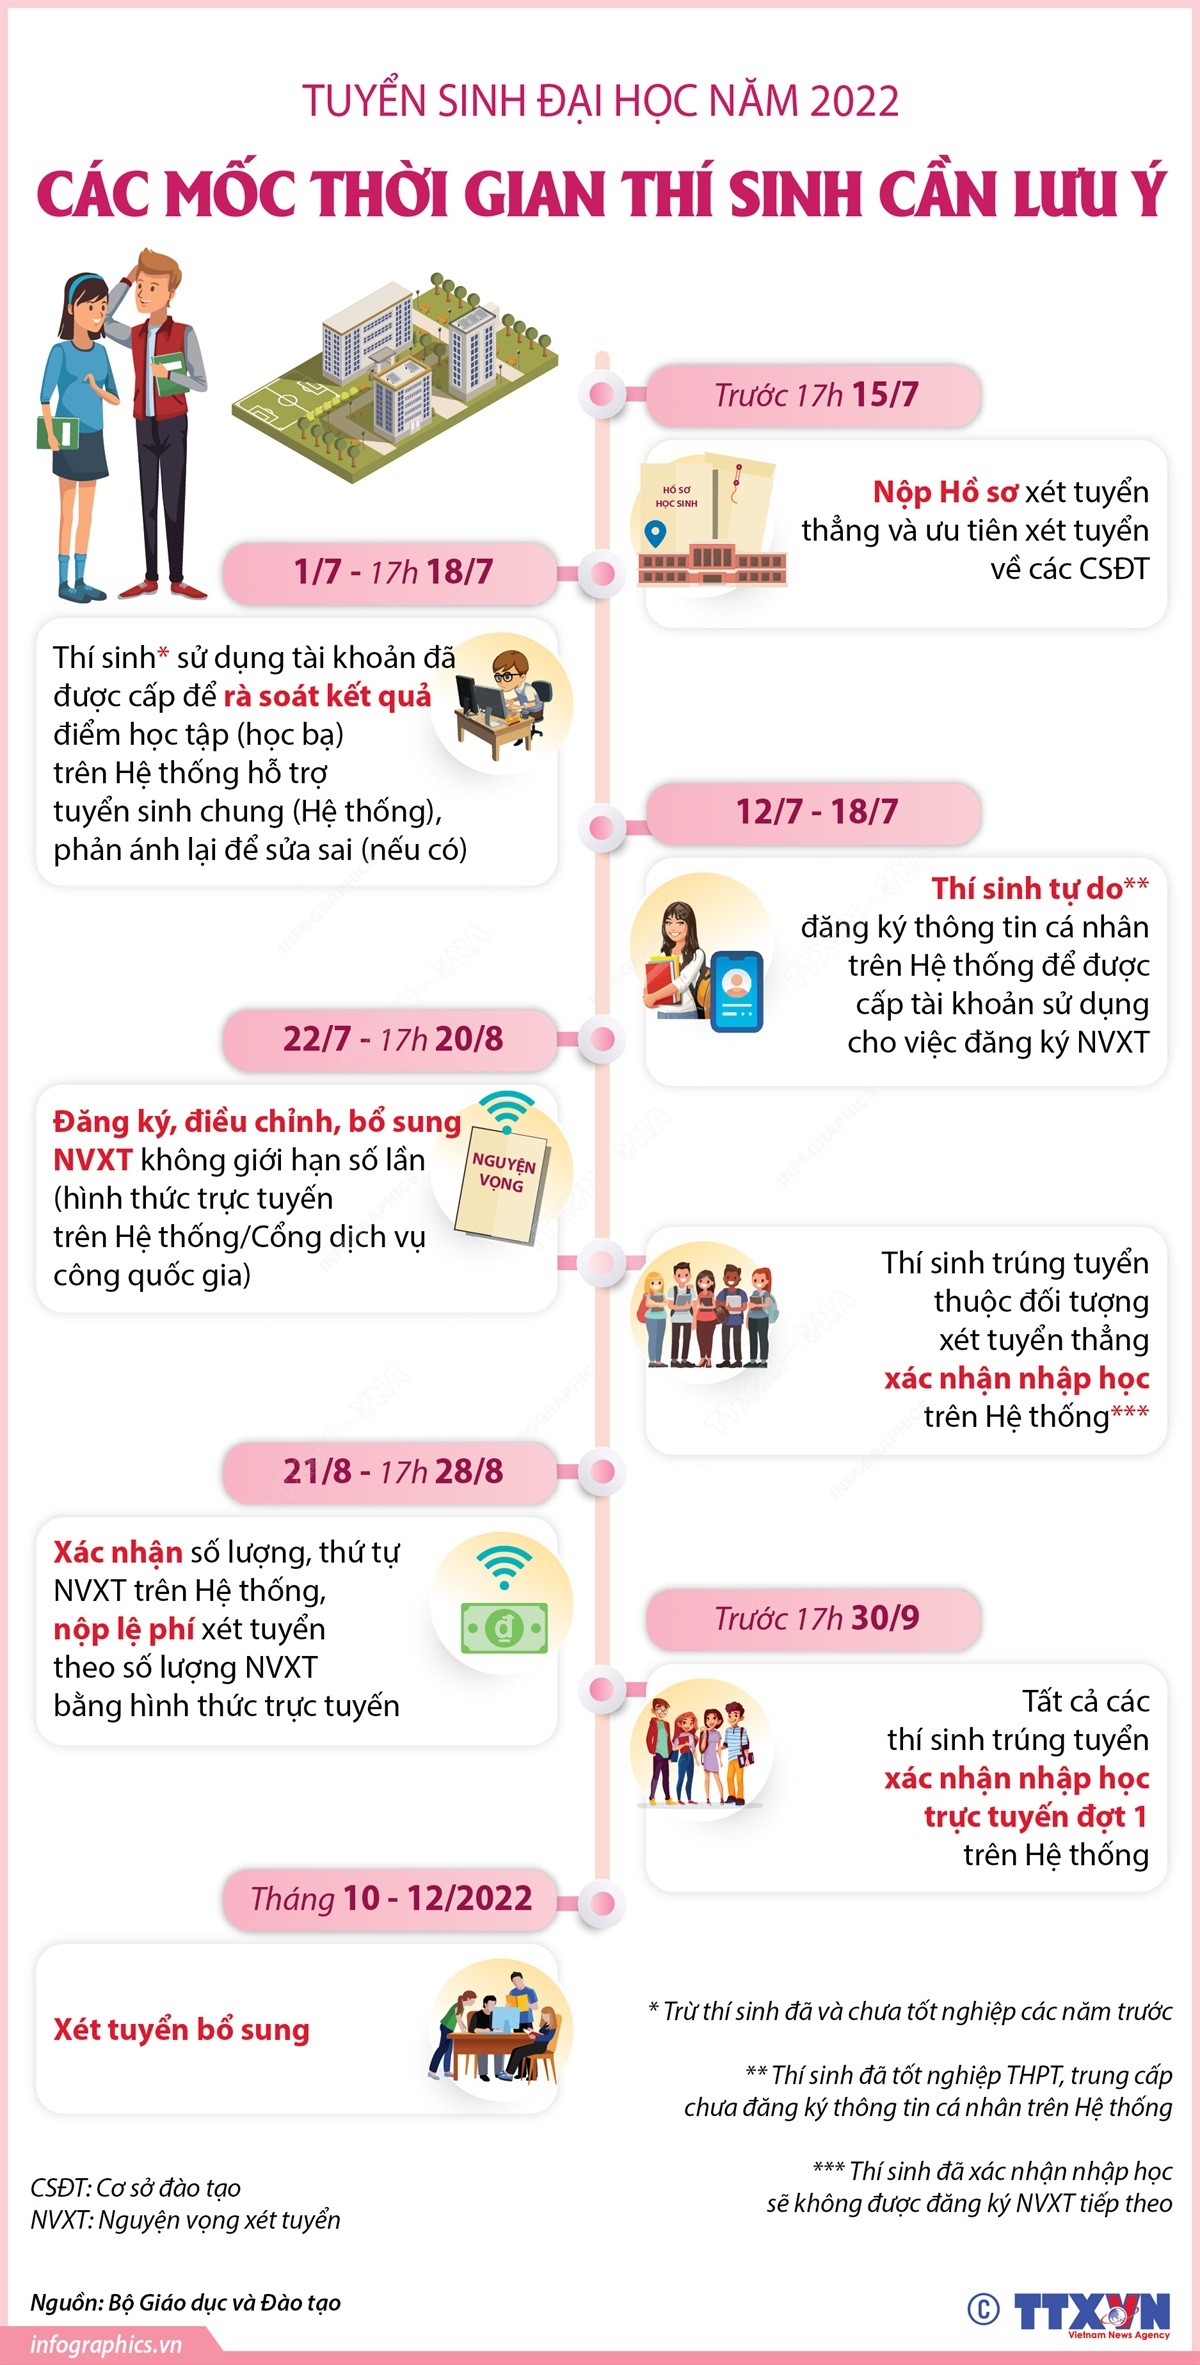 TUYỂN SINH ĐẠI HỌC NĂM 2022
CÁC MỐC THỜI GIAN THÍ SINH CẦN LƯU Ý
Trước 17h 15/7
HỒ SƠ
HỌC SINH
Nộp Hồ sơ xét tuyển
thẳng và ưu tiên xét tuyển
về các CSĐT
1/7 - 17h 18/7
Thí sinh* sử dụng tài khoản đã
được cấp để rà soát kết quả
điểm học tập (học bạ)
trên Hệ thống hỗ trợ
tuyển sinh chung (Hệ thống),
phản ánh lại để sửa sai (nếu có)
12/7 - 18/7
Thí sinh tự do**
đăng ký thông tin cá nhân
trên Hệ thống để được
cấp tài khoản sử dụng
cho việc đăng ký NVXT
22/7 - 17h 20/8
Đăng ký, điều chỉnh, bổ sung
NVXT không giới hạn số lần
(hình thức trực tuyến
trên Hệ thống/Cổng dịch vụ
công quốc gia)
NGUYỆN
VỌNG
Thí sinh trúng tuyển
thuộc đối tượng
xét tuyển thẳng
xác nhận nhập học
trên Hệ thống***
21/8 - 17h 28/8
Xác nhận số lượng, thứ tự
NVXT trên Hệ thống,
nộp lệ phí xét tuyển
theo số lượng NVXT
bằng hình thức trực tuyến
đ
Trước 17h 30/9
Tất cả các
thí sinh trúng tuyển
xác nhận nhập học
trực tuyến đợt 1
trên Hệ thống
Tháng 10 - 12/2022
Xét tuyển bổ sung
* Trừ thí sinh đã và chưa tốt nghiệp các năm trước
** Thí sinh đã tốt nghiệp THPT, trung cấp
chưa đăng ký thông tin cá nhân trên Hệ thống
*** Thí sinh đã xác nhận nhập học
sẽ không được đăng ký NVXT tiếp theo
CSĐT: Cơ sở đào tạo
NVXT: Nguyện vọng xét tuyển
Nguồn: Bộ Giáo dục và Đào tạo
© TTXVN
Vietnam News Agency
infographics.vn